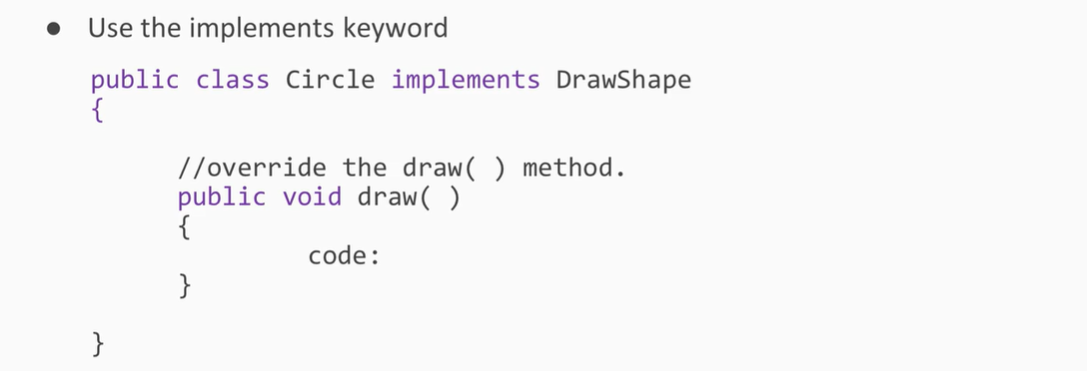 ● Use the implements keyword
public class Circle implements DrawShape
{
//override the draw( ) method.
public void draw( )
{
code:
}
}